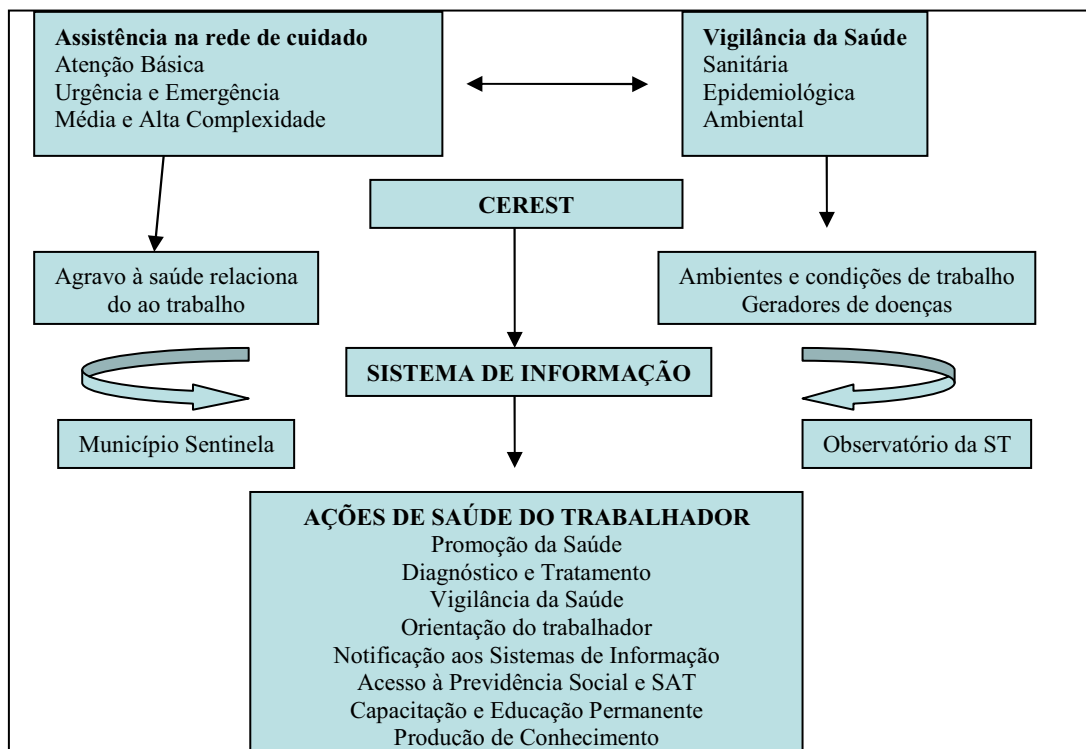 Assistência na rede de cuidado
Atenção Básica
Urgência e Emergência
Média e Alta Complexidade
Vigilância da Saúde
Sanitária
Epidemiológica
Ambiental
CEREST
Agravo à saúde relaciona
do ao trabalho
Ambientes e condições de trabalho
Geradores de doenças
SISTEMA DE INFORMAÇÃO
Município Sentinela
Observatório da ST
AÇÕES DE SAÚDE DO TRABALHADOR
Promoção da Saúde
Diagnóstico e Tratamento
Vigilância da Saúde
Orientação do trabalhador
Notificação aos Sistemas de Informação
Acesso à Previdência Social e SAT
Capacitação e Educação Permanente
Produção de Conhecimento